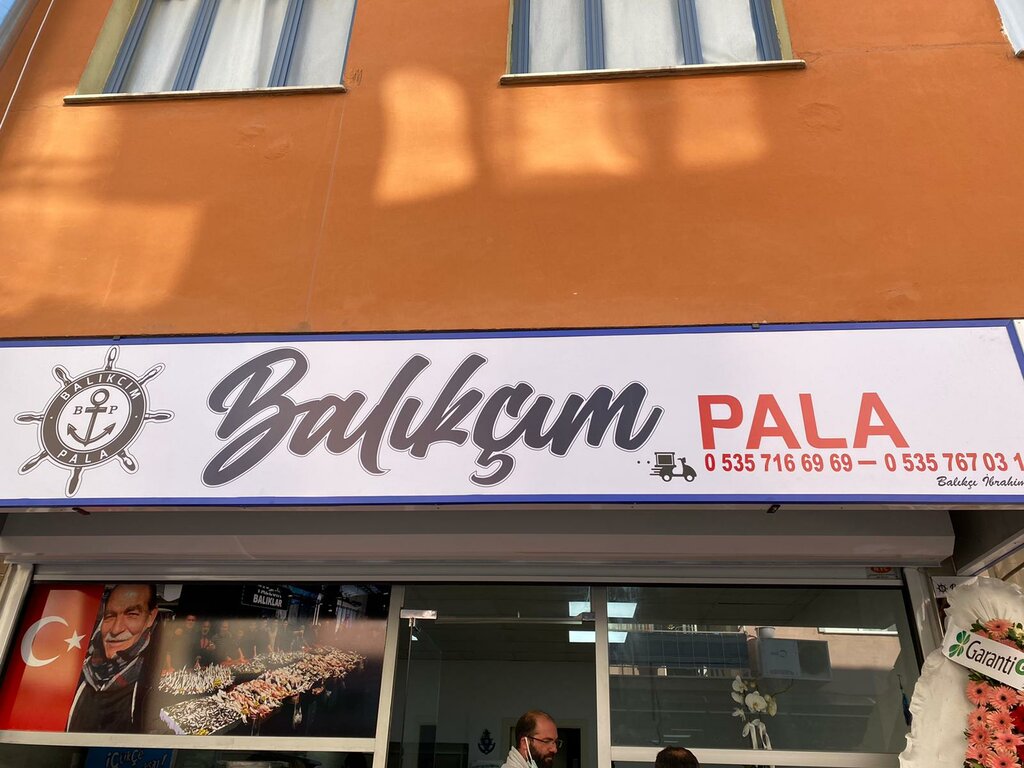 BALIKÇIM
B P
PALA
Balıkçım PALA
0 535 716 69 69 — 0 535 767 03 1
Balıkçı İbrahim
BALIKLAR
Garanti